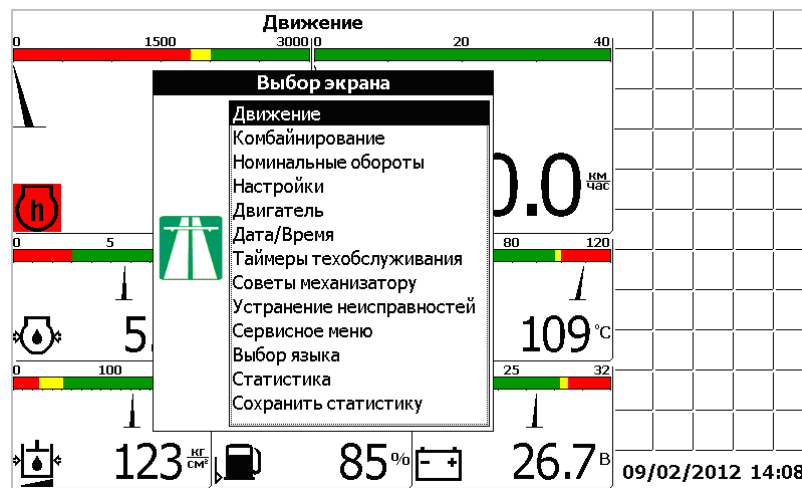 Движение
0 1500 3000 0 20 40
Выбор экрана
Движение
Комбайнирование
Номинальные обороты
Настройки
Двигатель
Дата/Время
Таймеры техобслуживания
Советы механизатору
Устранение неисправностей
Сервисное меню
Выбор языка
Статистика
Сохранить статистику
0.0 км/час
h
0 5 80 120
5. 109 °C
0 100 25 32
123 кг/см² 85 % 26.7 В
09/02/2012 14:08